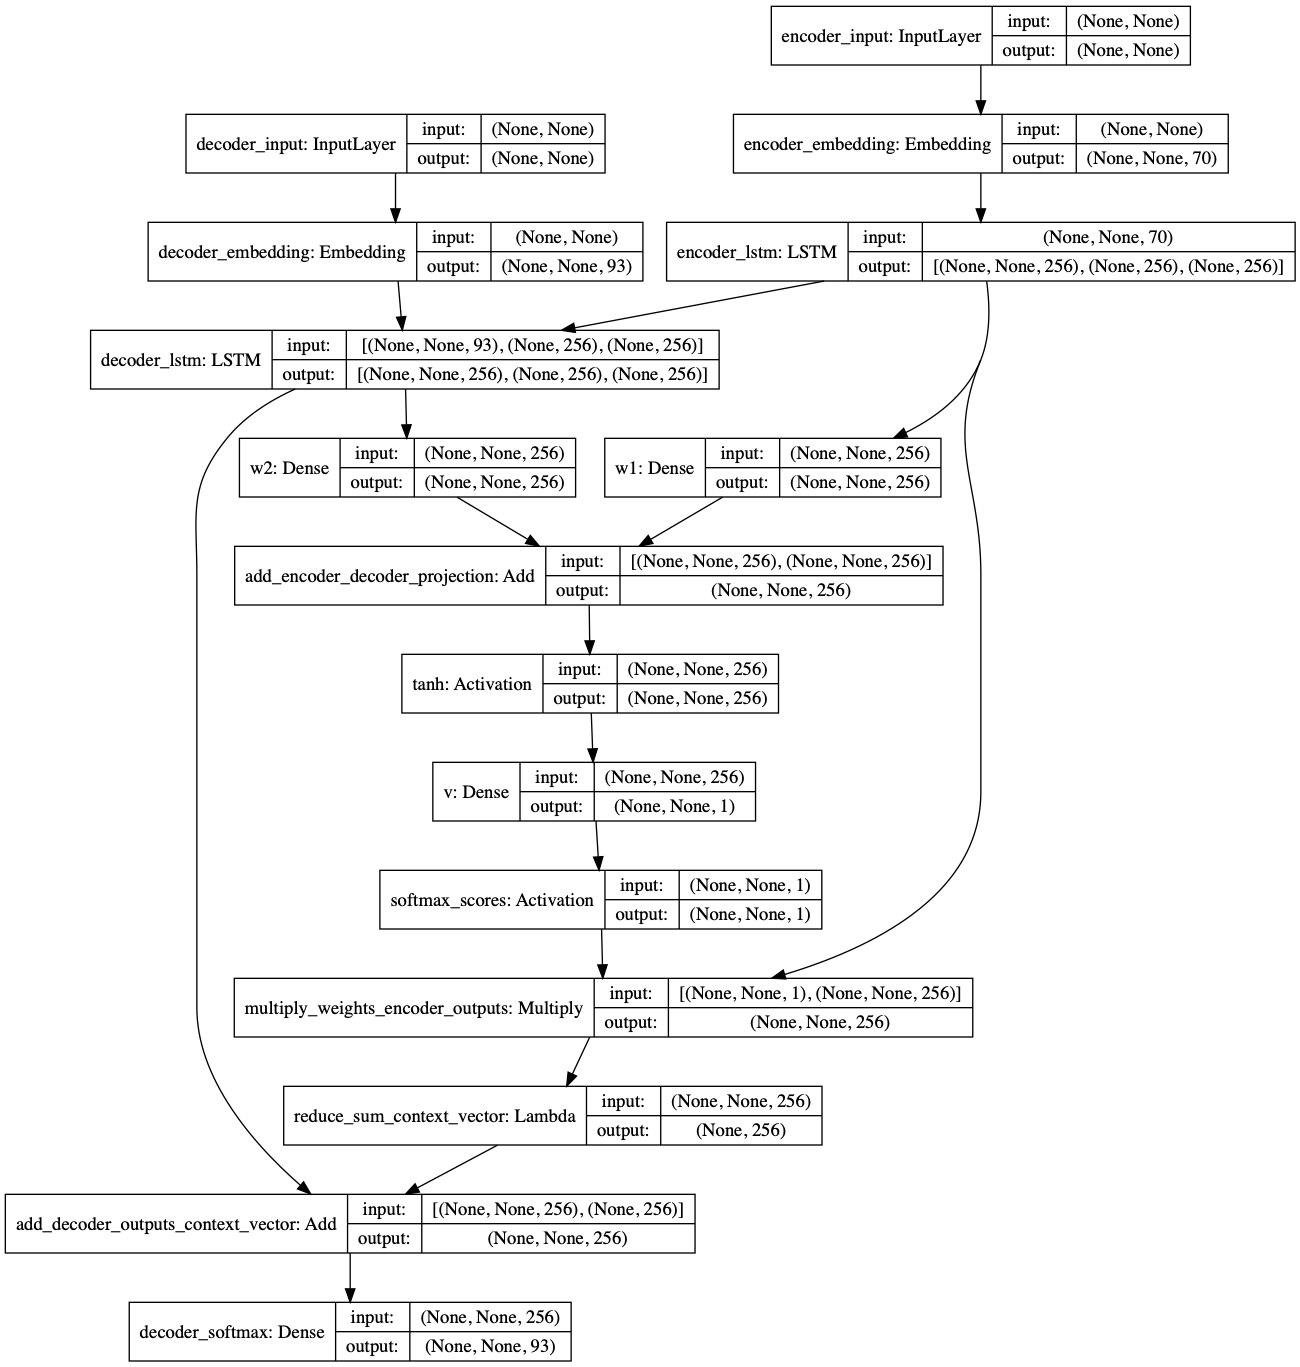 encoder_input: InputLayer
input:
(None, None)
output:
(None, None)
decoder_input: InputLayer
input:
(None, None)
output:
(None, None)
encoder_embedding: Embedding
input:
(None, None)
output:
(None, None, 70)
decoder_embedding: Embedding
input:
(None, None)
output:
(None, None, 93)
encoder_lstm: LSTM
input:
(None, None, 70)
output:
[(None, None, 256), (None, 256), (None, 256)]
decoder_lstm: LSTM
input:
[(None, None, 93), (None, 256), (None, 256)]
output:
[(None, None, 256), (None, 256), (None, 256)]
w2: Dense
input:
(None, None, 256)
output:
(None, None, 256)
w1: Dense
input:
(None, None, 256)
output:
(None, None, 256)
add_encoder_decoder_projection: Add
input:
[(None, None, 256), (None, None, 256)]
output:
(None, None, 256)
tanh: Activation
input:
(None, None, 256)
output:
(None, None, 256)
v: Dense
input:
(None, None, 256)
output:
(None, None, 1)
softmax_scores: Activation
input:
(None, None, 1)
output:
(None, None, 1)
multiply_weights_encoder_outputs: Multiply
input:
[(None, None, 1), (None, None, 256)]
output:
(None, None, 256)
reduce_sum_context_vector: Lambda
input:
(None, None, 256)
output:
(None, 256)
add_decoder_outputs_context_vector: Add
input:
[(None, None, 256), (None, 256)]
output:
(None, None, 256)
decoder_softmax: Dense
input:
(None, None, 256)
output:
(None, None, 93)